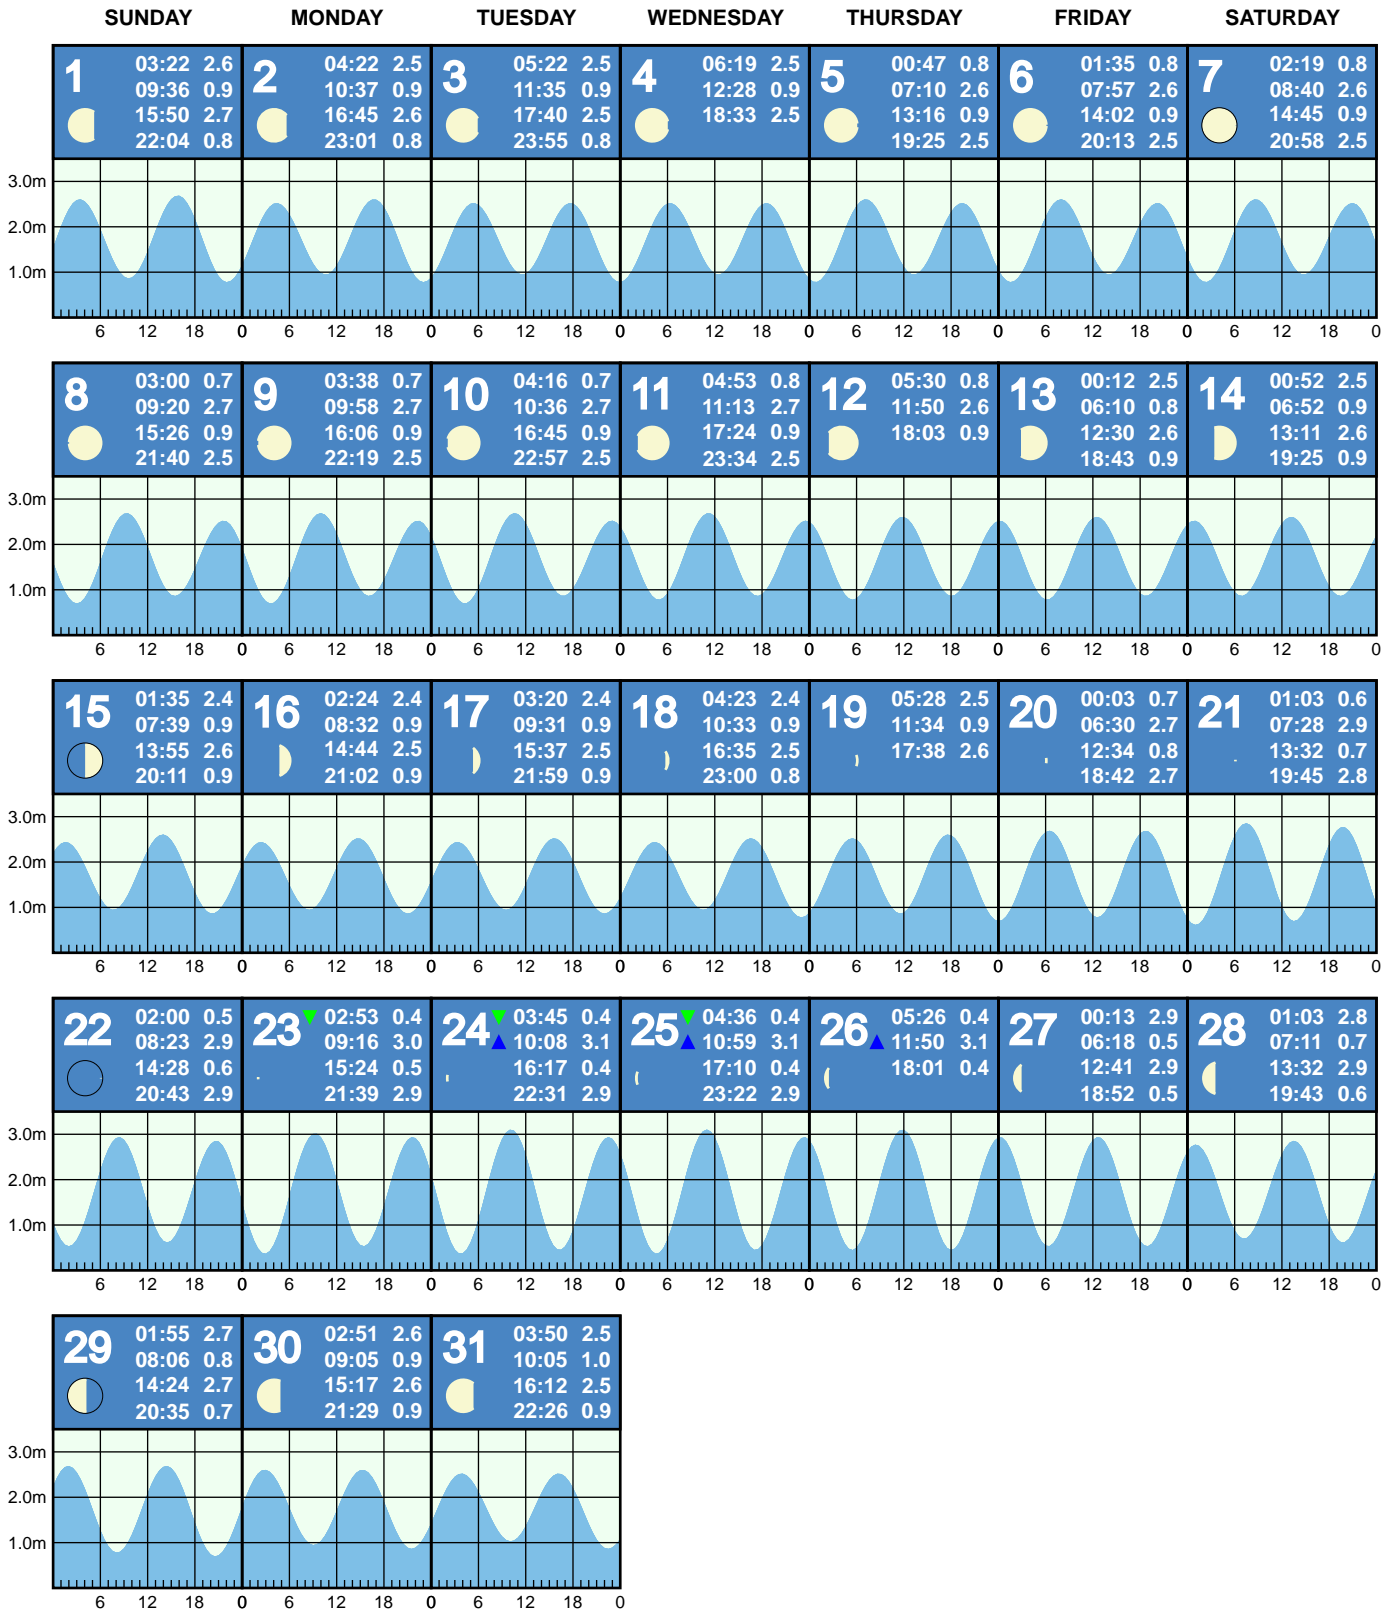 SUNDAY MONDAY TUESDAY WEDNESDAY THURSDAY FRIDAY SATURDAY
1 03:22 2.6
09:36 0.9
15:50 2.7
22:04 0.8
2 04:22 2.5
10:37 0.9
16:45 2.6
23:01 0.8
3 05:22 2.5
11:35 0.9
17:40 2.5
23:55 0.8
4 06:19 2.5
12:28 0.9
18:33 2.5
5 00:47 0.8
07:10 2.6
13:16 0.9
19:25 2.5
6 01:35 0.8
07:57 2.6
14:02 0.9
20:13 2.5
7 02:19 0.8
08:40 2.6
14:45 0.9
20:58 2.5
3.0m
2.0m
1.0m
6 12 18 0 6 12 18 0 6 12 18 0 6 12 18 0 6 12 18 0 6 12 18 0 6 12 18 0
8 03:00 0.7
09:20 2.7
15:26 0.9
21:40 2.5
9 03:38 0.7
09:58 2.7
16:06 0.9
22:19 2.5
10 04:16 0.7
10:36 2.7
16:45 0.9
22:57 2.5
11 04:53 0.8
11:13 2.7
17:24 0.9
23:34 2.5
12 05:30 0.8
11:50 2.6
18:03 0.9
13 00:12 2.5
06:10 0.8
12:30 2.6
18:43 0.9
14 00:52 2.5
06:52 0.9
13:11 2.6
19:25 0.9
3.0m
2.0m
1.0m
6 12 18 0 6 12 18 0 6 12 18 0 6 12 18 0 6 12 18 0 6 12 18 0 6 12 18 0
15 01:35 2.4
07:39 0.9
13:55 2.6
20:11 0.9
16 02:24 2.4
08:32 0.9
14:44 2.5
21:02 0.9
17 03:20 2.4
09:31 0.9
15:37 2.5
21:59 0.9
18 04:23 2.4
10:33 0.9
16:35 2.5
23:00 0.8
19 05:28 2.5
11:34 0.9
17:38 2.6
20 00:03 0.7
06:30 2.7
12:34 0.8
18:42 2.7
21 01:03 0.6
07:28 2.9
13:32 0.7
19:45 2.8
3.0m
2.0m
1.0m
6 12 18 0 6 12 18 0 6 12 18 0 6 12 18 0 6 12 18 0 6 12 18 0 6 12 18 0
22 02:00 0.5
08:23 2.9
14:28 0.6
20:43 2.9
23 02:53 0.4
09:16 3.0
15:24 0.5
21:39 2.9
24 03:45 0.4
10:08 3.1
16:17 0.4
22:31 2.9
25 04:36 0.4
10:59 3.1
17:10 0.4
23:22 2.9
26 05:26 0.4
11:50 3.1
18:01 0.4
27 00:13 2.9
06:18 0.5
12:41 2.9
18:52 0.5
28 01:03 2.8
07:11 0.7
13:32 2.9
19:43 0.6
3.0m
2.0m
1.0m
6 12 18 0 6 12 18 0 6 12 18 0 6 12 18 0 6 12 18 0 6 12 18 0 6 12 18 0
29 01:55 2.7
08:06 0.8
14:24 2.7
20:35 0.7
30 02:51 2.6
09:05 0.9
15:17 2.6
21:29 0.9
31 03:50 2.5
10:05 1.0
16:12 2.5
22:26 0.9
3.0m
2.0m
1.0m
6 12 18 0 6 12 18 0 6 12 18 0